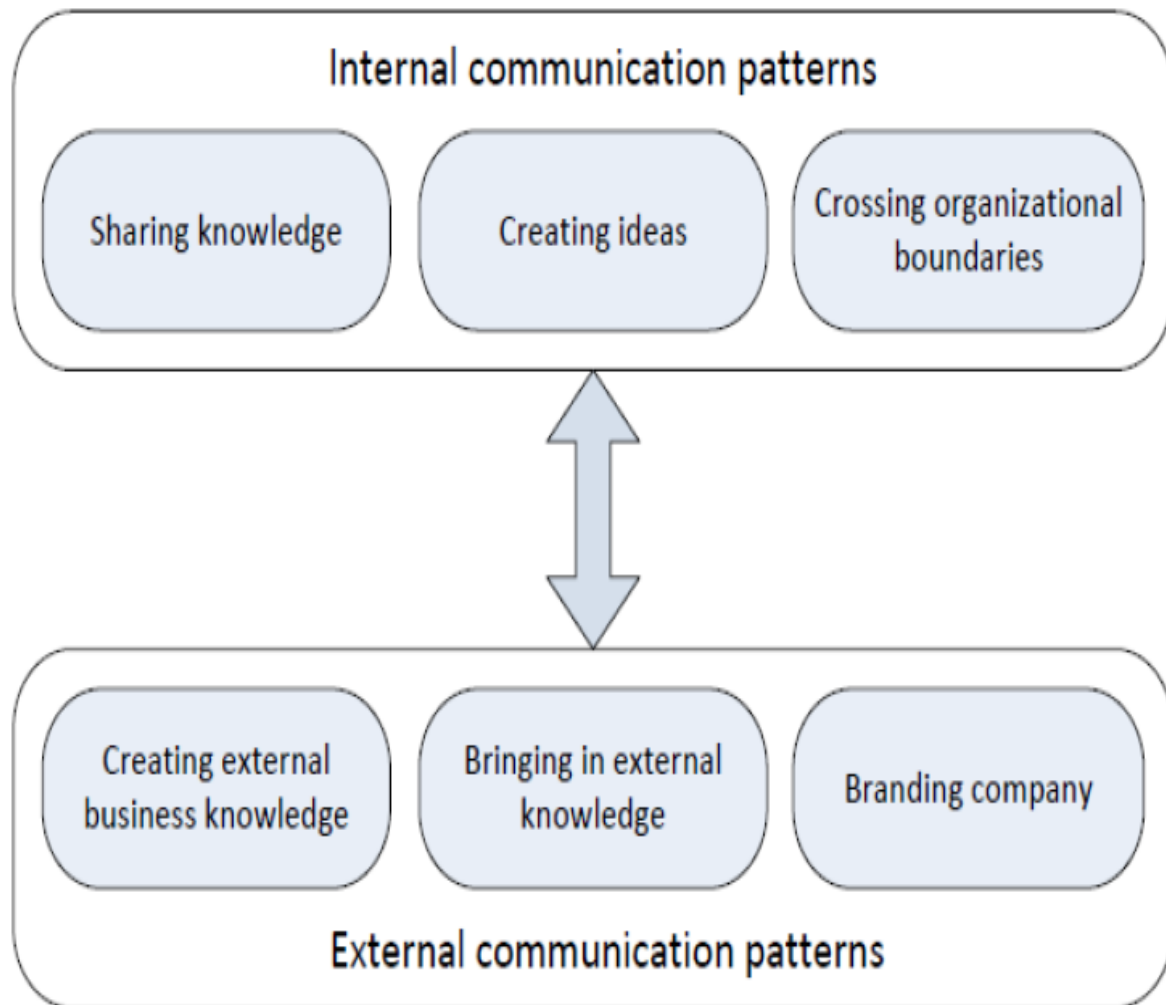 Internal communication patterns
Sharing knowledge
Creating ideas
Crossing organizational
boundaries
Creating external
business knowledge
Bringing in external
knowledge
Branding company
External communication patterns